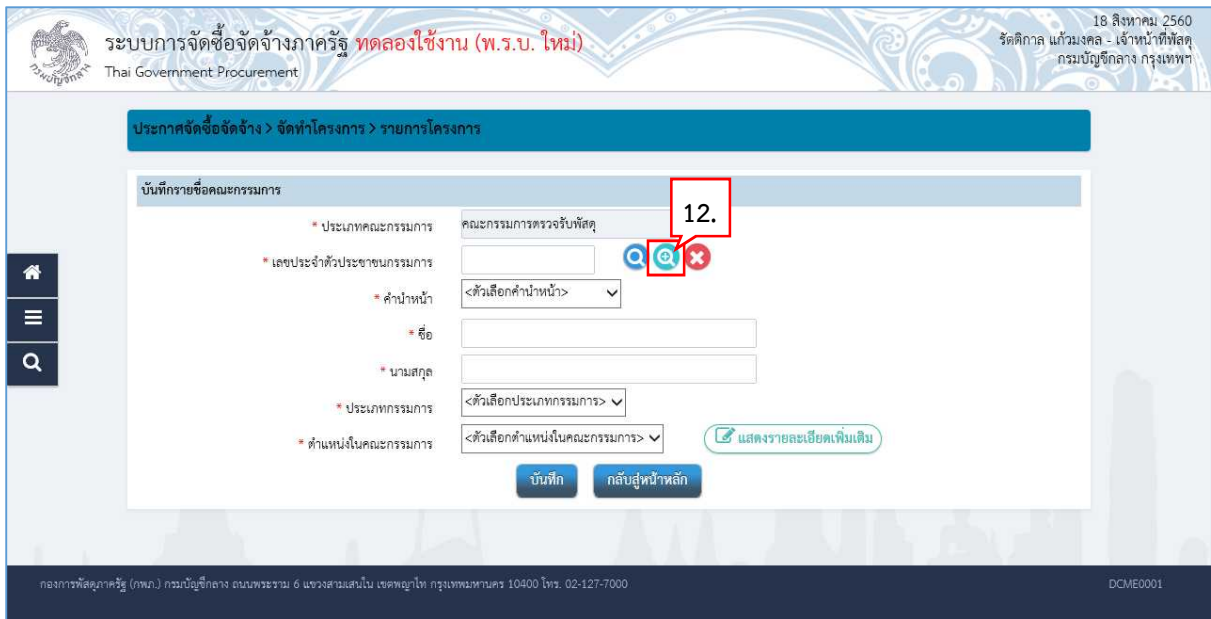 18 สิงหาคม 2560
ระบบการจัดซื้อจัดจ้างภาครัฐ ทดลองใช้งาน (พ.ร.บ. ใหม่)
รัตติกาล แก้วมงคล - เจ้าหน้าที่พัสดุ
Thai Government Procurement
กรมบัญชีกลาง กรุงเทพฯ
ประกาศจัดซื้อจัดจ้าง > จัดทำโครงการ > รายการโครงการ
บันทึกรายชื่อคณะกรรมการ
* ประเภทคณะกรรมการ คณะกรรมการตรวจรับพัสดุ
12.
* เลขประจำตัวประชาชนกรรมการ
* คำนำหน้า <ตัวเลือกคำนำหน้า>
* ชื่อ
* นามสกุล
* ประเภทกรรมการ <ตัวเลือกประเภทกรรมการ>
* ตำแหน่งในคณะกรรมการ <ตัวเลือกตำแหน่งในคณะกรรมการ> แสดงรายละเอียดเพิ่มเติม
บันทึก กลับสู่หน้าหลัก
กองการพัสดุภาครัฐ (กพภ.) กรมบัญชีกลาง ถนนพระราม 6 แขวงสามเสนใน เขตพญาไท กรุงเทพมหานคร 10400 โทร. 02-127-7000 DCME0001